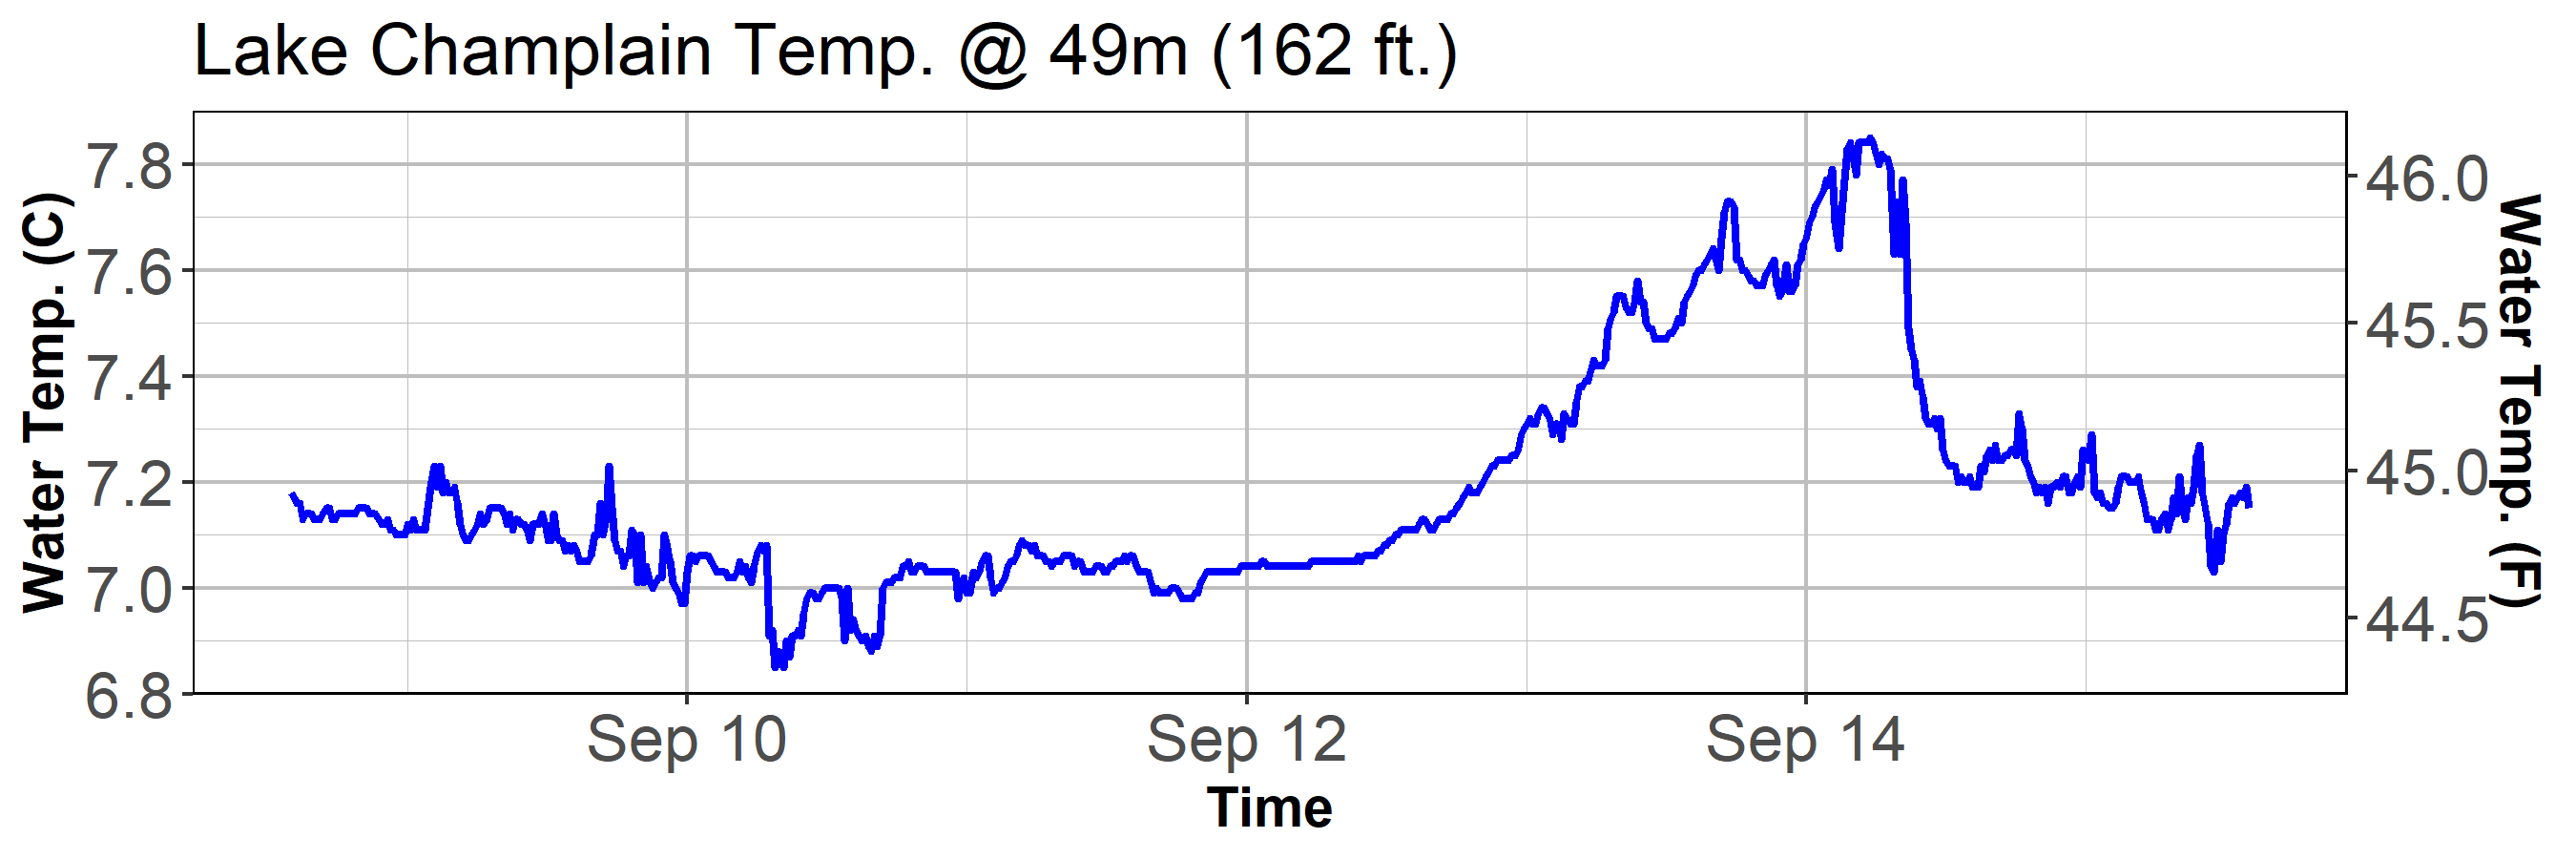 Lake Champlain Temp. @ 49m (162 ft.)
Water Temp. (C)
7.8
7.6
7.4
7.2
7.0
6.8
46.0
45.5
45.0
44.5
Water Temp. (F)
Sep 10 Sep 12 Sep 14
Time